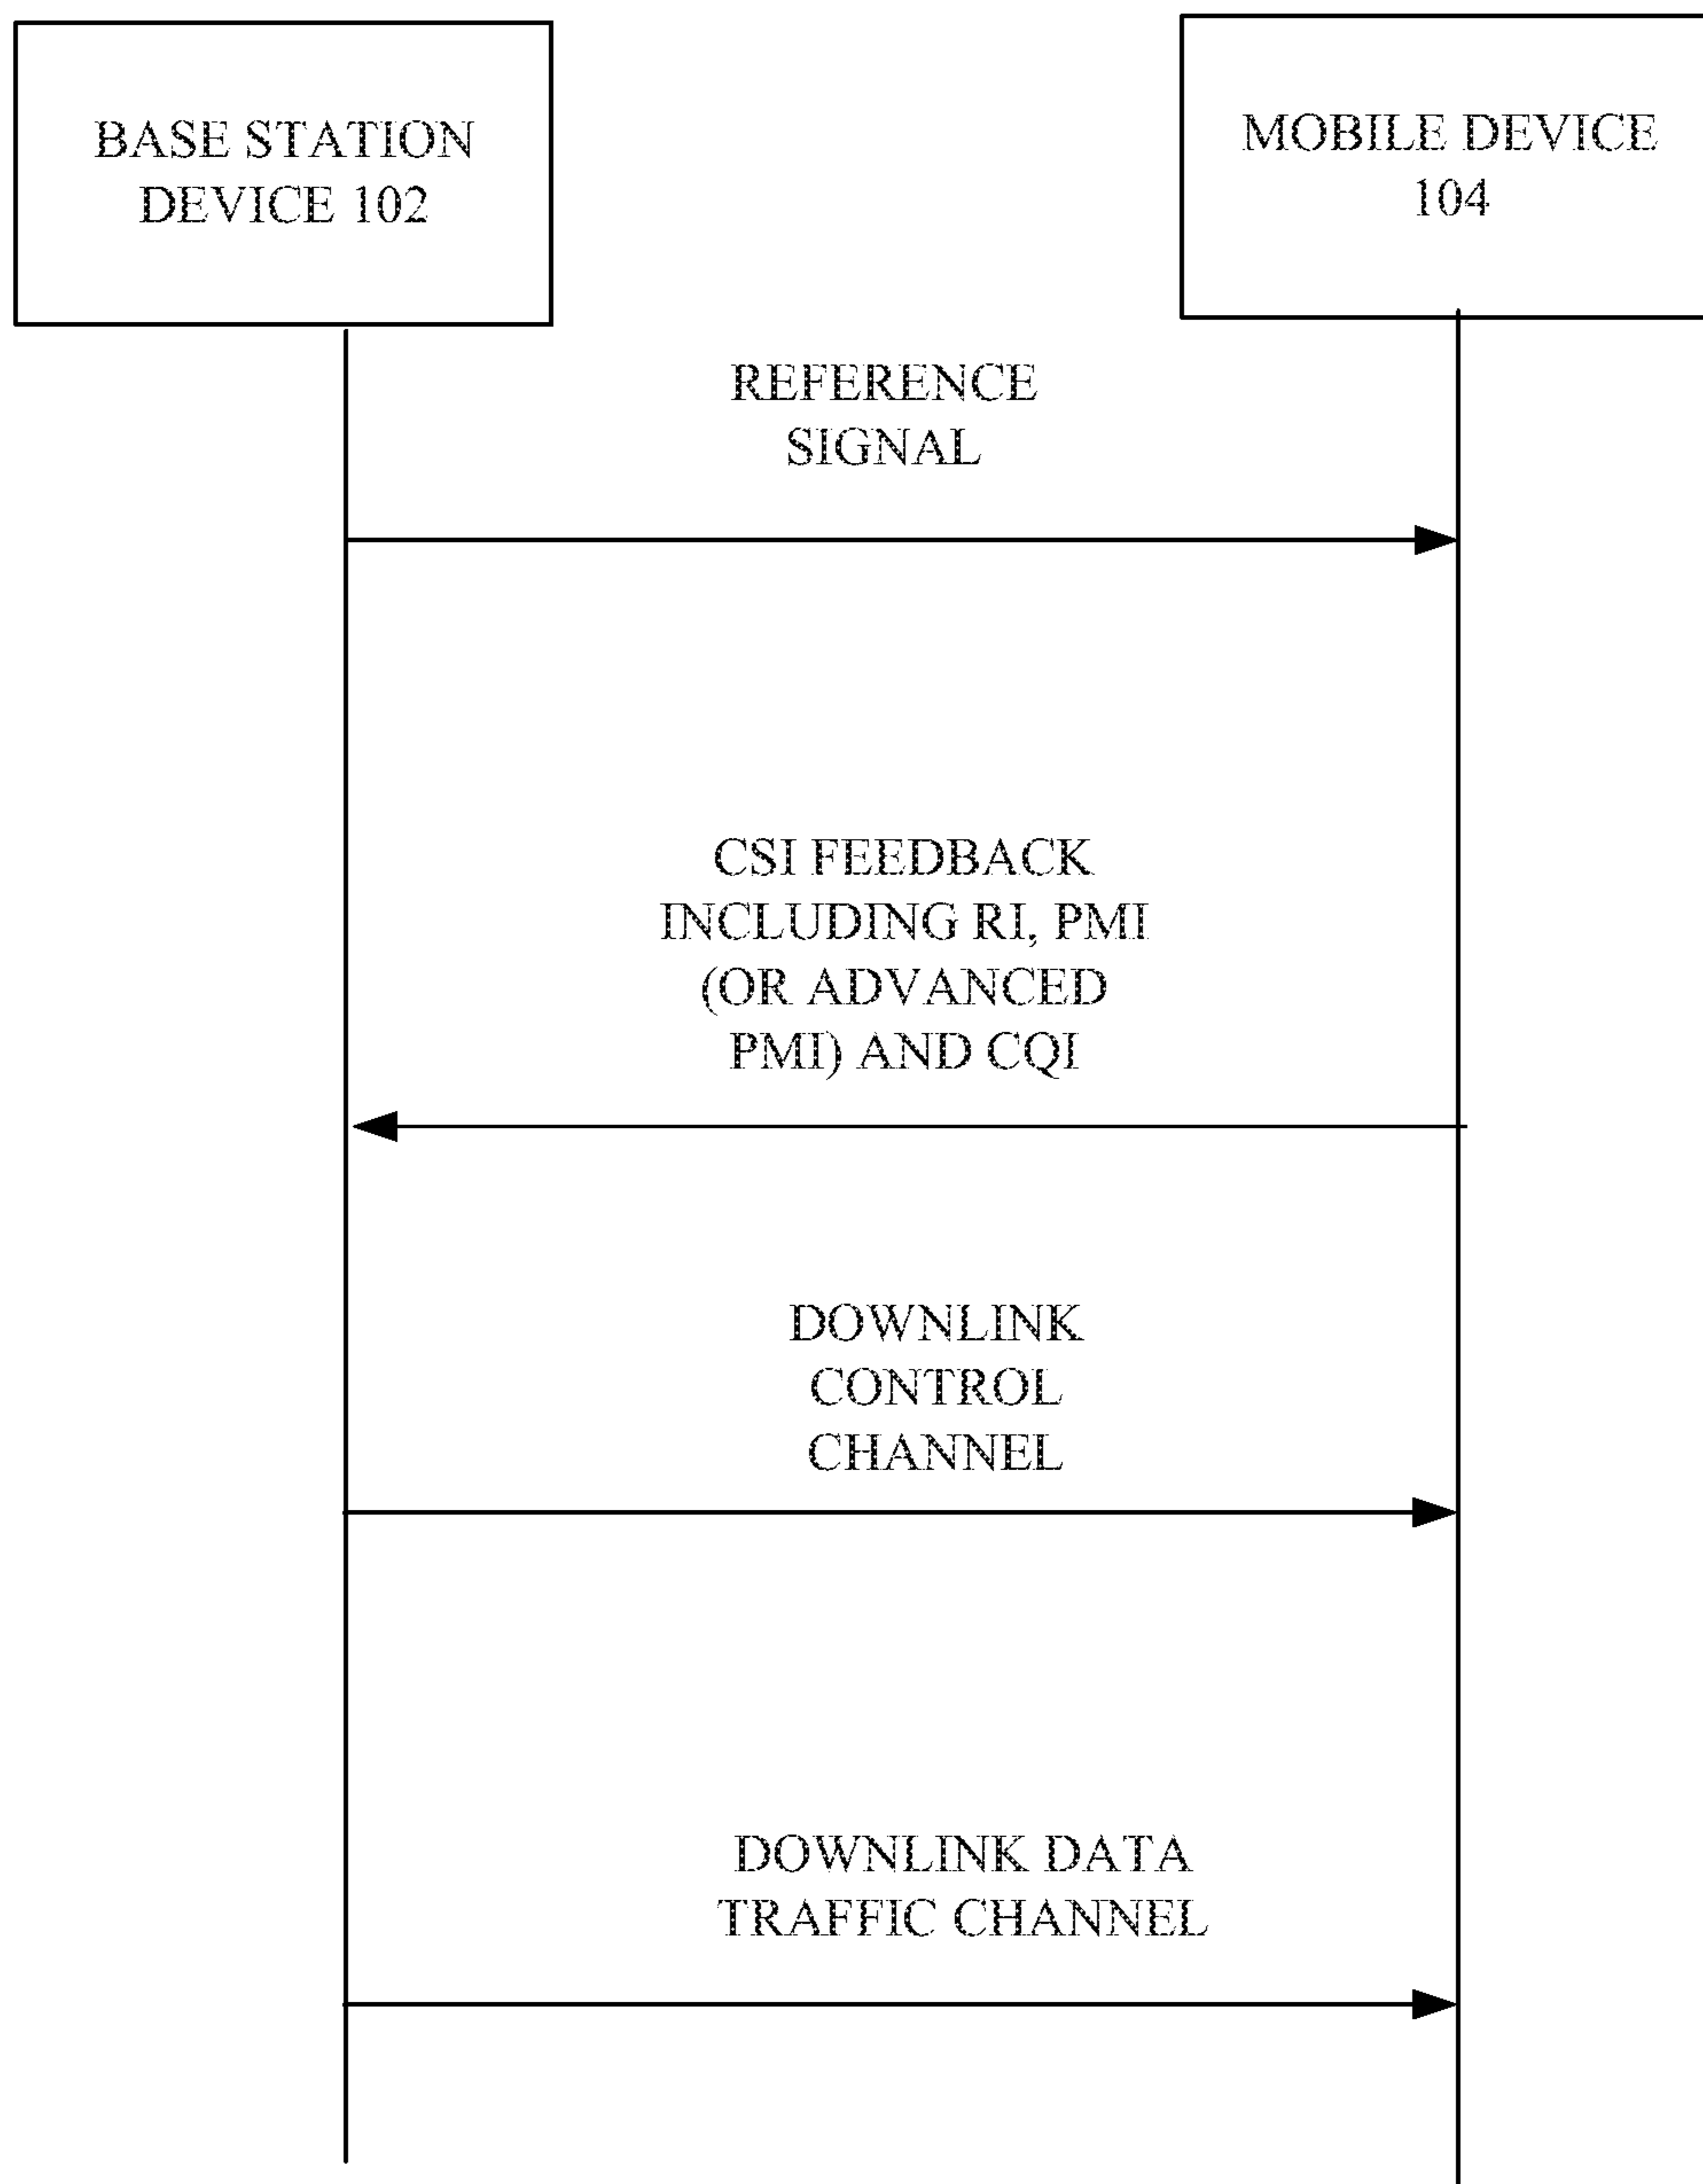 BASE STATION
DEVICE 102
MOBILE DEVICE
104
REFERENCE
SIGNAL
CSI FEEDBACK
INCLUDING RI, PMI
(OR ADVANCED
PMI) AND CQI
DOWNLINK
CONTROL
CHANNEL
DOWNLINK DATA
TRAFFIC CHANNEL